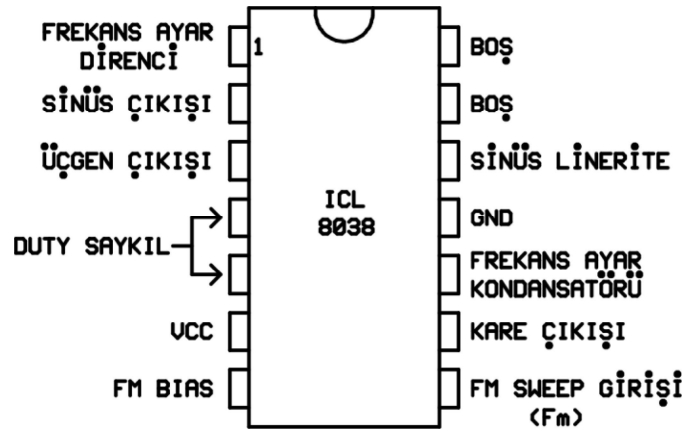 FREKANS AYAR
DİRENCİ
1
BOŞ
SİNÜS ÇIKIŞI
BOŞ
ÜÇGEN ÇIKIŞI
SİNÜS LİNERİTE
ICL
8038
GND
DUTY SAYKIL
FREKANS AYAR
KONDANSATÖRÜ
VCC
KARE ÇIKIŞI
FM BIAS
FM SWEEP GİRİŞİ
(Fm)